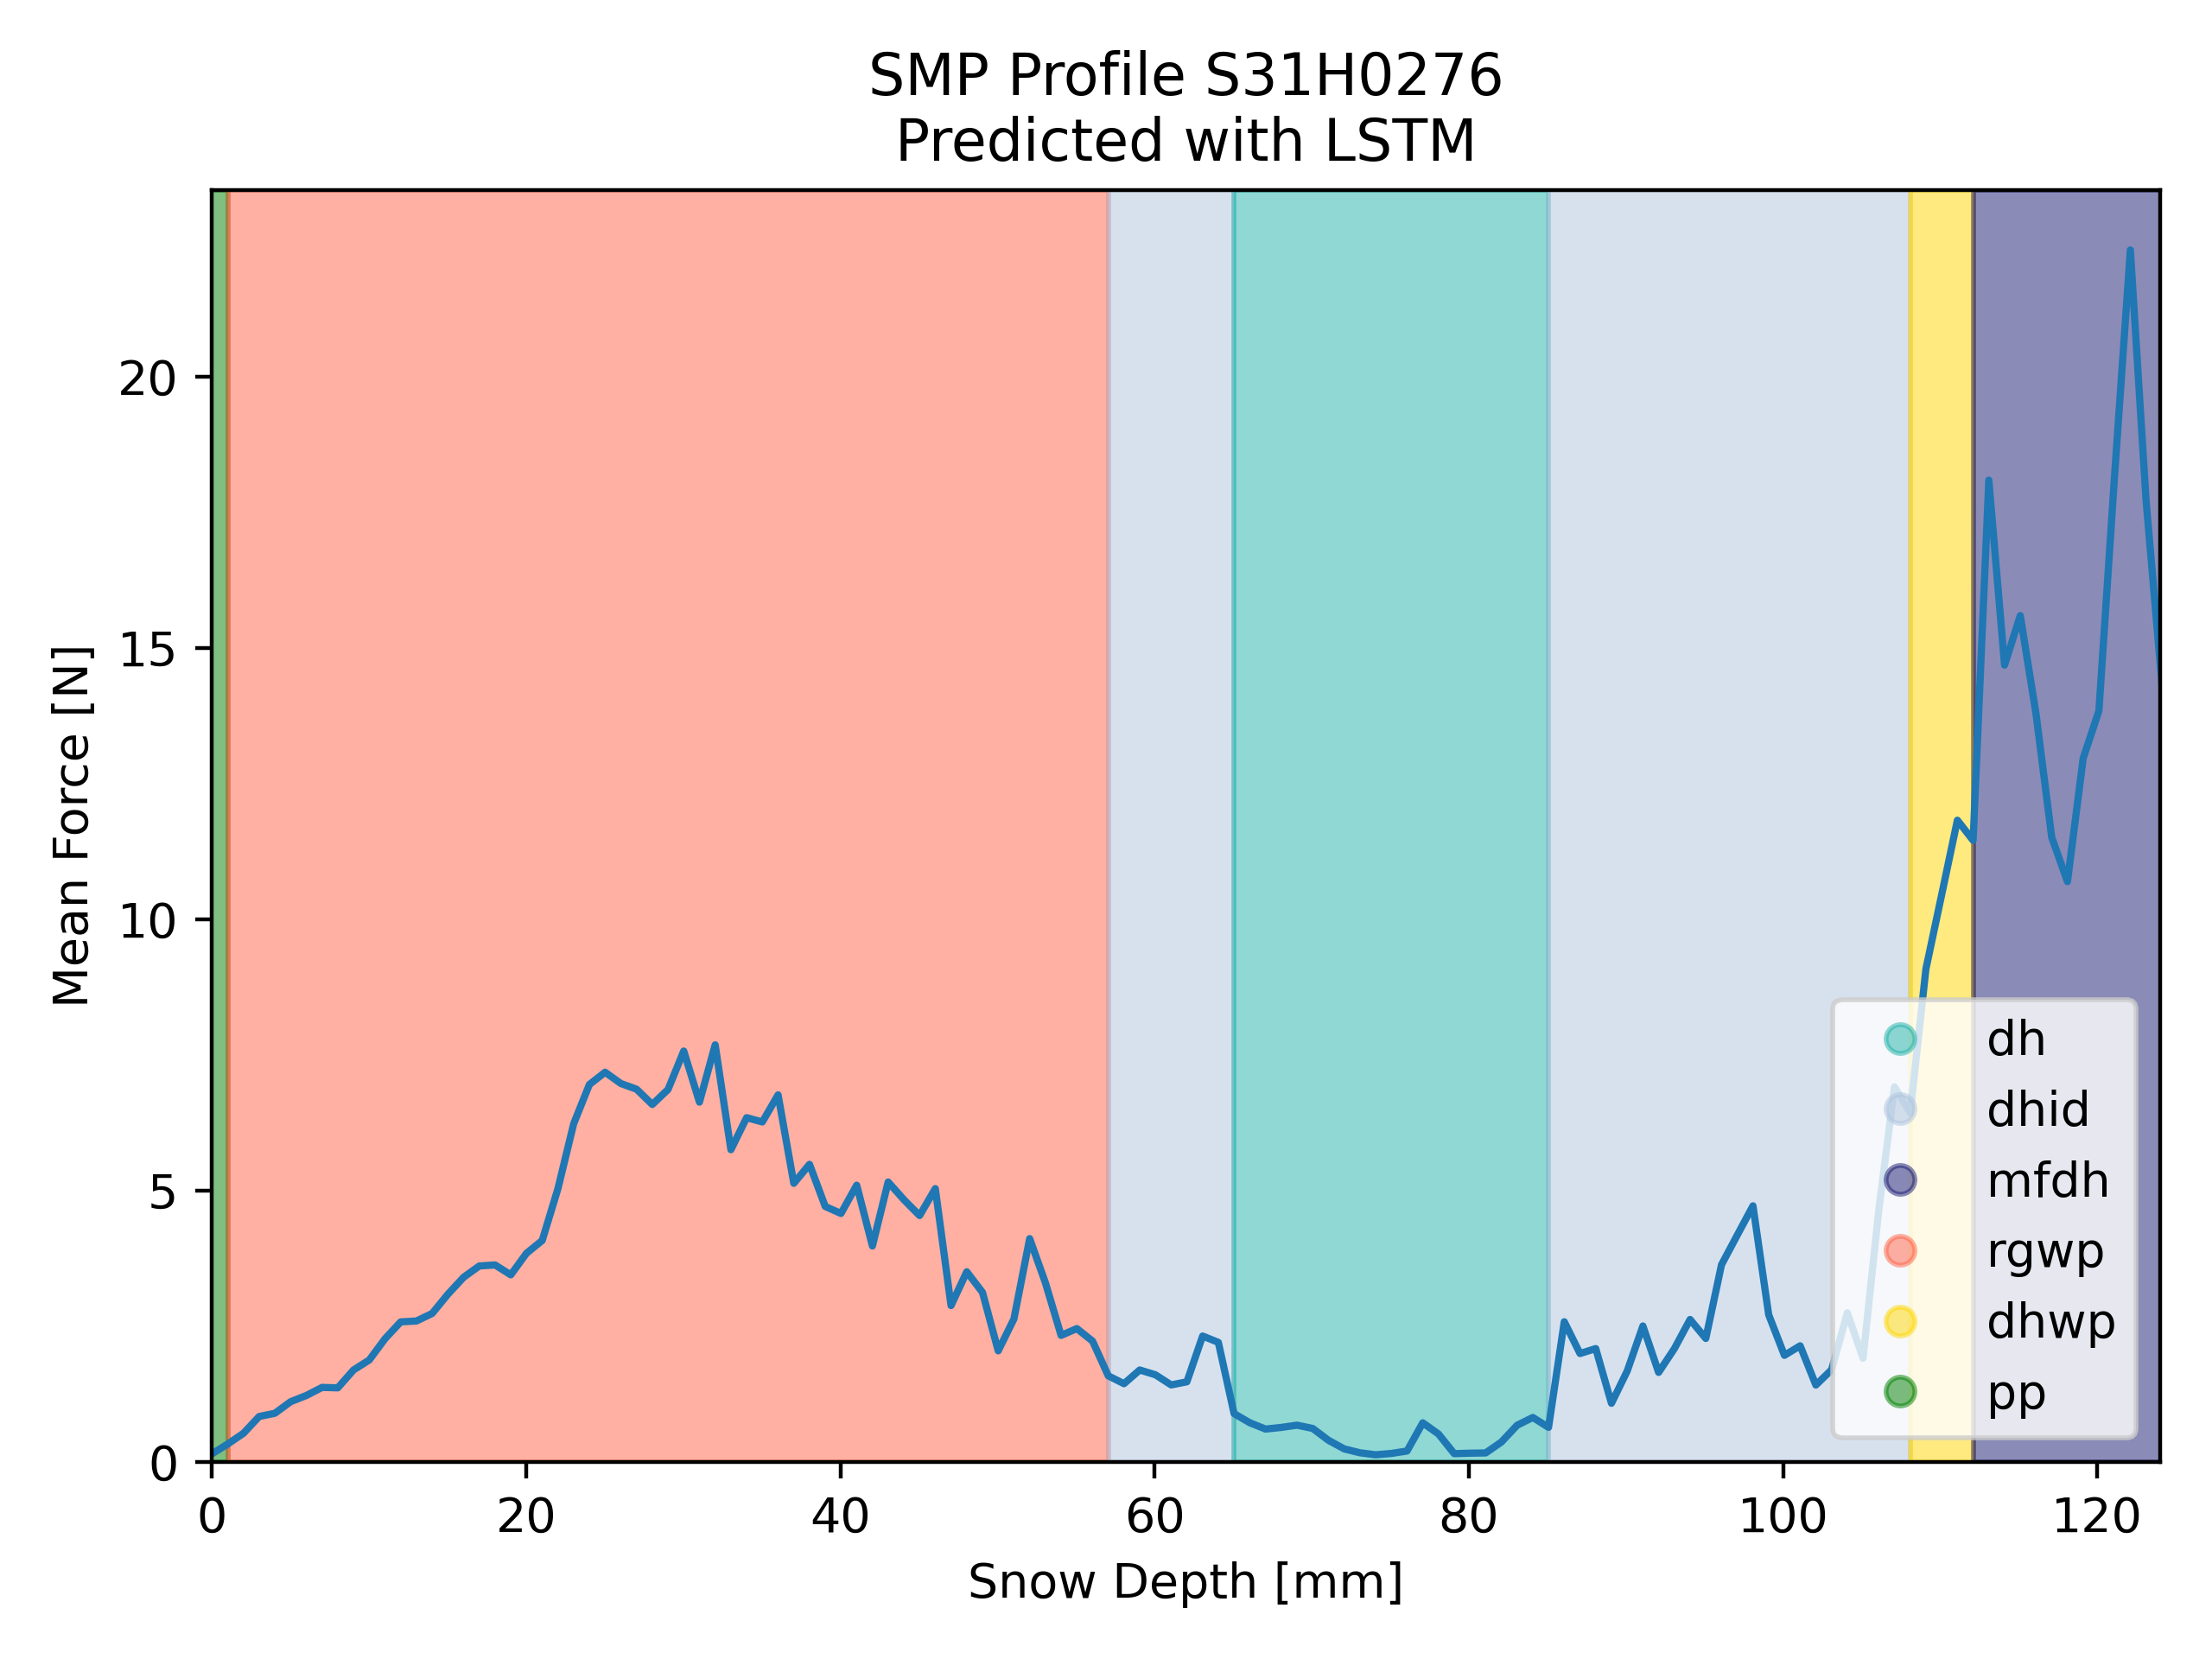 SMP Profile S31H0276
Predicted with LSTM
Mean Force [N]
20
15
10
5
0
dh
dhid
mfdh
rgwp
dhwp
pp
0 20 40 60 80 100 120
Snow Depth [mm]